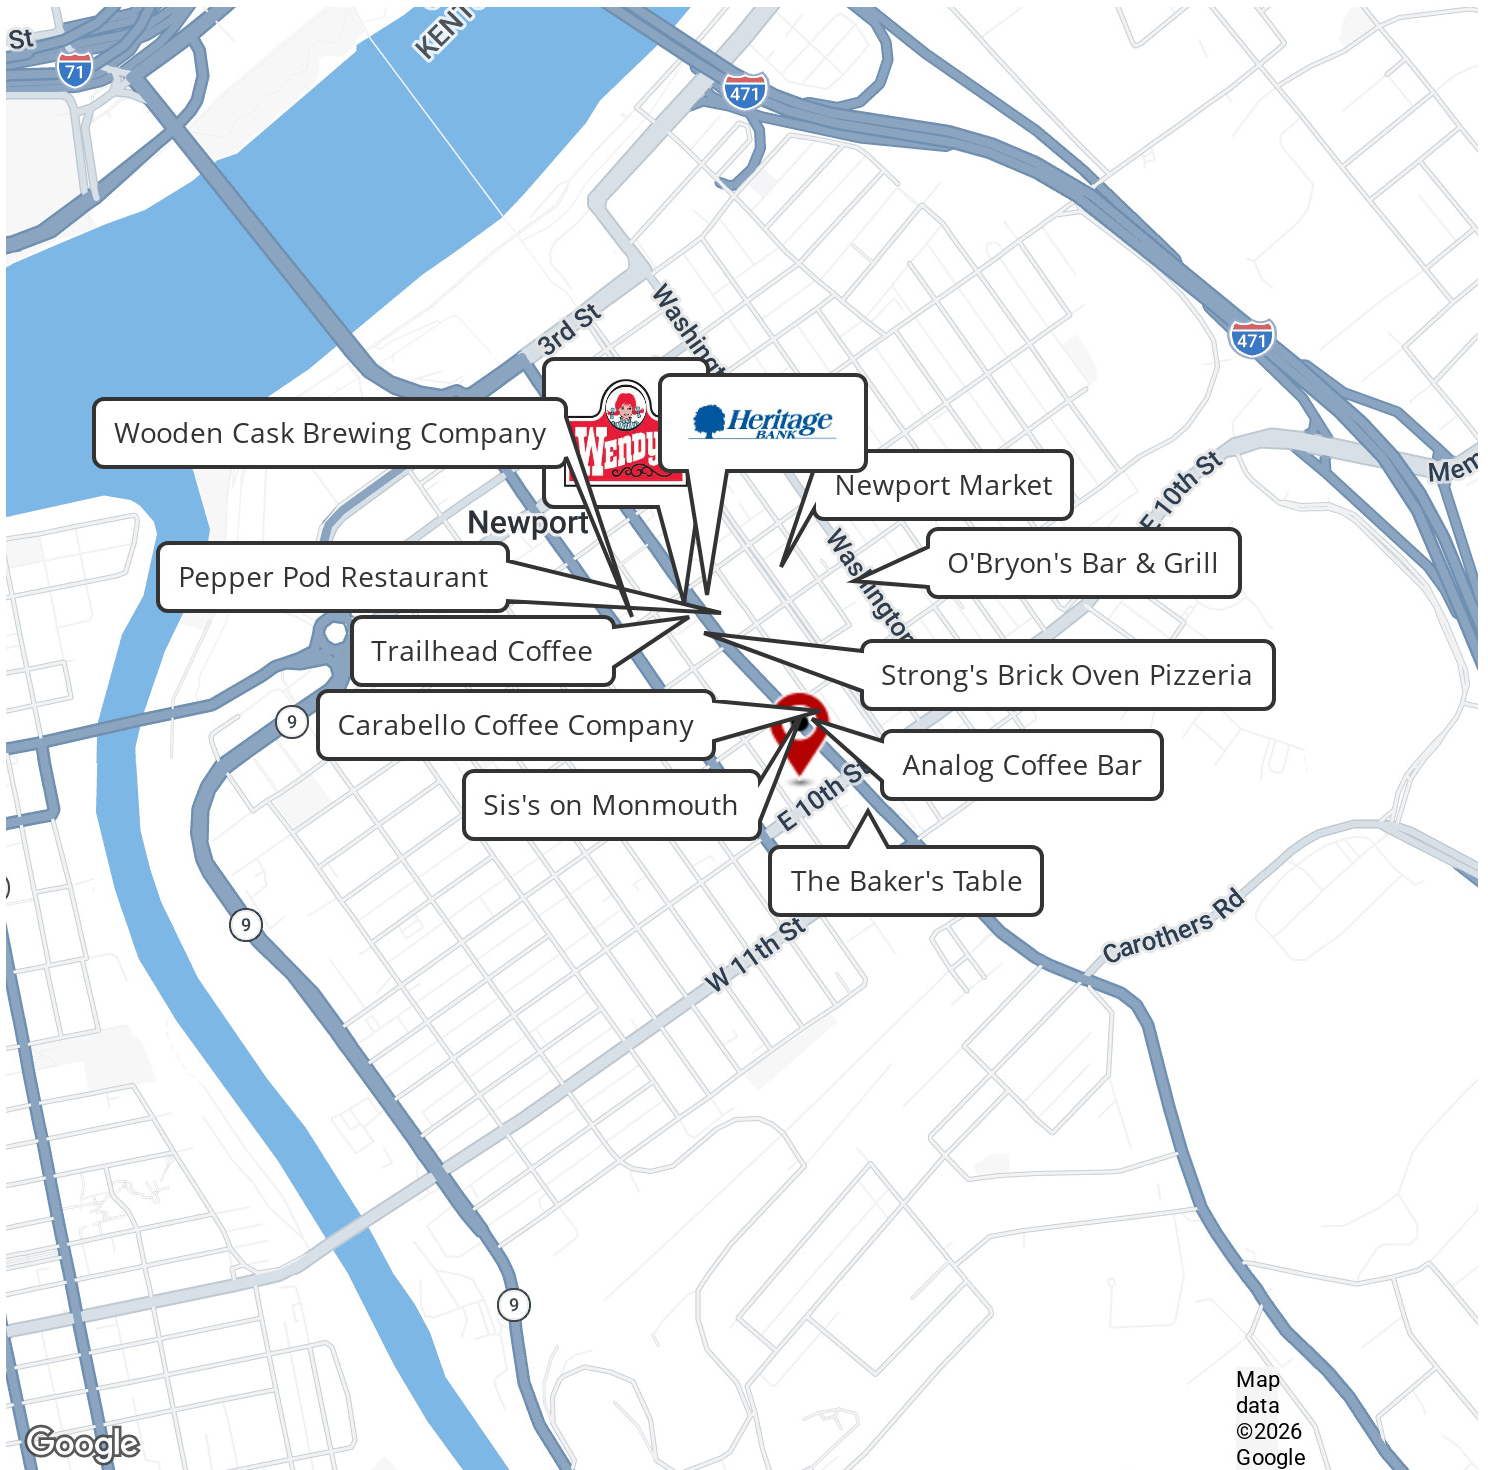 St
KENT
71
471
3rd St
Washingt
471
Wooden Cask Brewing Company
Wendy
Heritage
BANK
Newport Market
E 10th St
Mem
Newport
Washington
O'Bryon's Bar & Grill
Pepper Pod Restaurant
Trailhead Coffee
Strong's Brick Oven Pizzeria
9
Carabello Coffee Company
Analog Coffee Bar
Sis's on Monmouth
E 10th St
The Baker's Table
9
W 11th St
Carothers Rd
9
Map
data
©2026
Google
Google